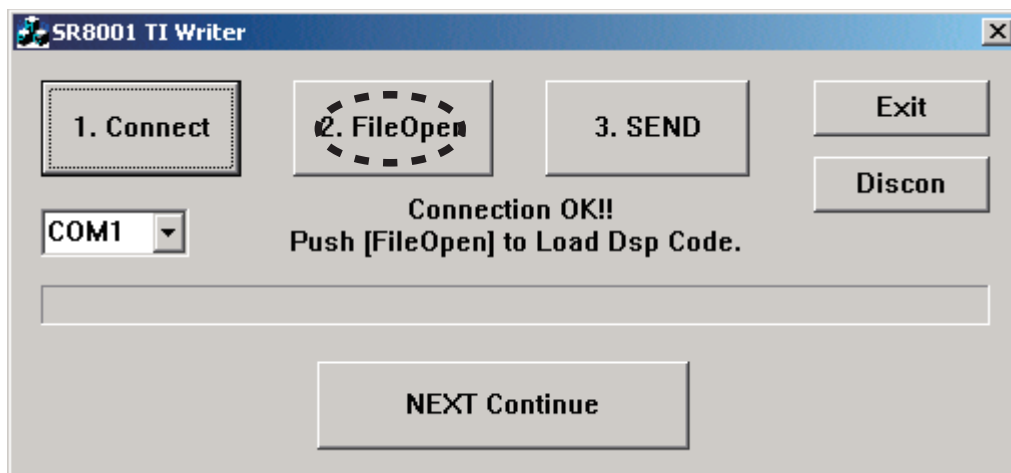 SR8001 TI Writer
1. Connect
2. FileOpen
3. SEND
Exit
Discon
COM1
Connection OK!!
Push [FileOpen] to Load Dsp Code.
NEXT Continue